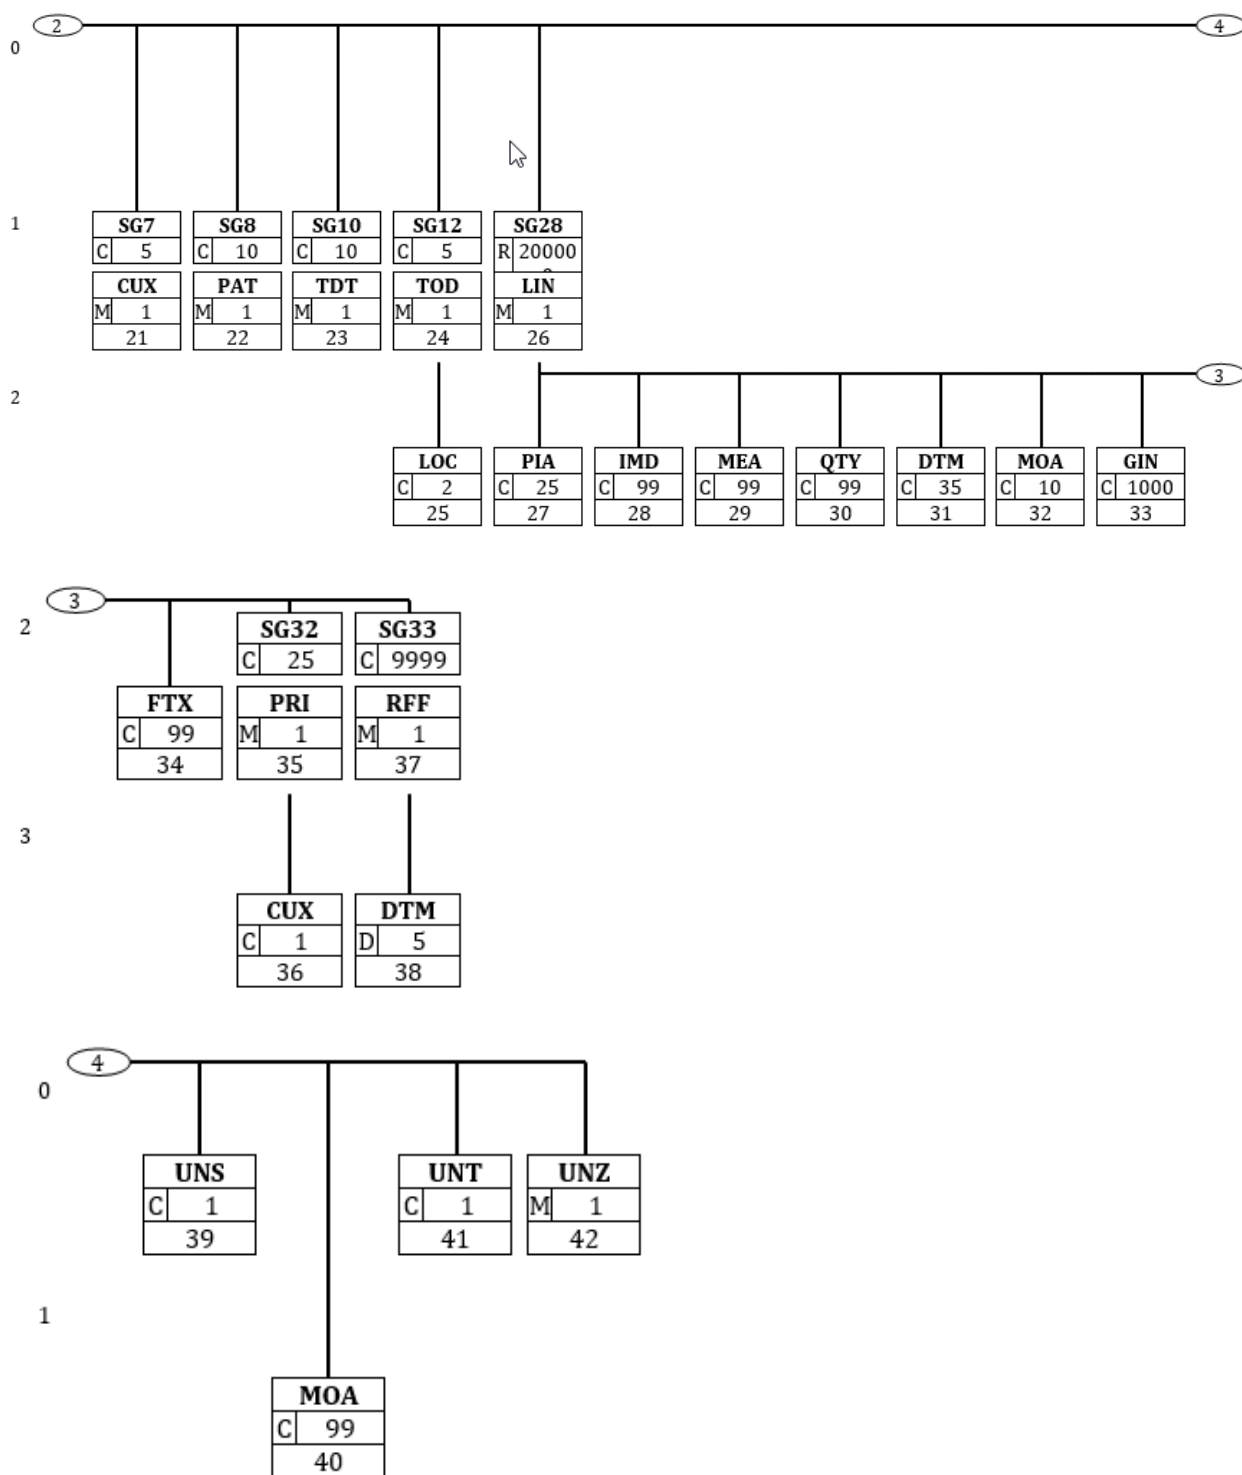 2 4
0
1
SG7 SG8 SG10 SG12 SG28
C 5 C 10 C 10 C 5 R 20000
CUX PAT TDT TOD LIN
M 1 M 1 M 1 M 1 M 1
21 22 23 24 26
3
2
LOC PIA IMD MEA QTY DTM MOA GIN
C 2 C 25 C 99 C 99 C 99 C 35 C 10 C 1000
25 27 28 29 30 31 32 33
3
2 SG32 SG33
C 25 C 9999
FTX PRI RFF
C 99 M 1 M 1
34 35 37
3
CUX DTM
C 1 D 5
36 38
4
0
UNS UNT UNZ
C 1 C 1 M 1
39 41 42
1
MOA
C 99
40